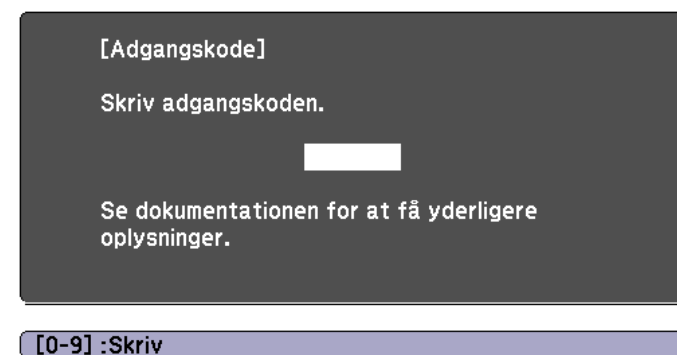 [Adgangskode]
Skriv adgangskoden.
Se dokumentationen for at få yderligere
oplysninger.
[0-9] :Skriv